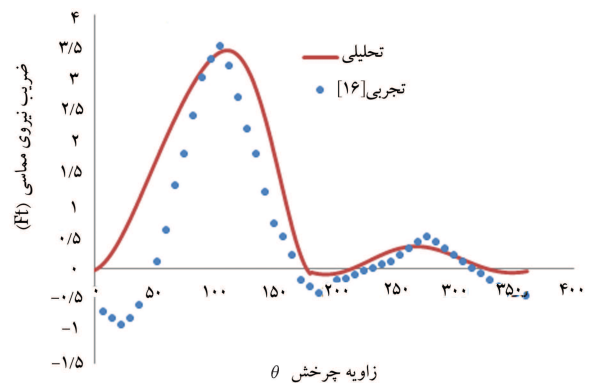 ۴
۳/۵
۳
۲/۵
۲
۱/۵
۱
۰/۵
۰
−۰/۵
−۱
−۱/۵
ضریب نیروی مماسی (Ft)
تحلیلی
تجربی[۱۶]
۰ ۵۰ ۱۰۰ ۱۵۰ ۲۰۰ ۲۵۰ ۳۰۰ ۳۵۰ ۴۰۰
زاویه چرخش θ